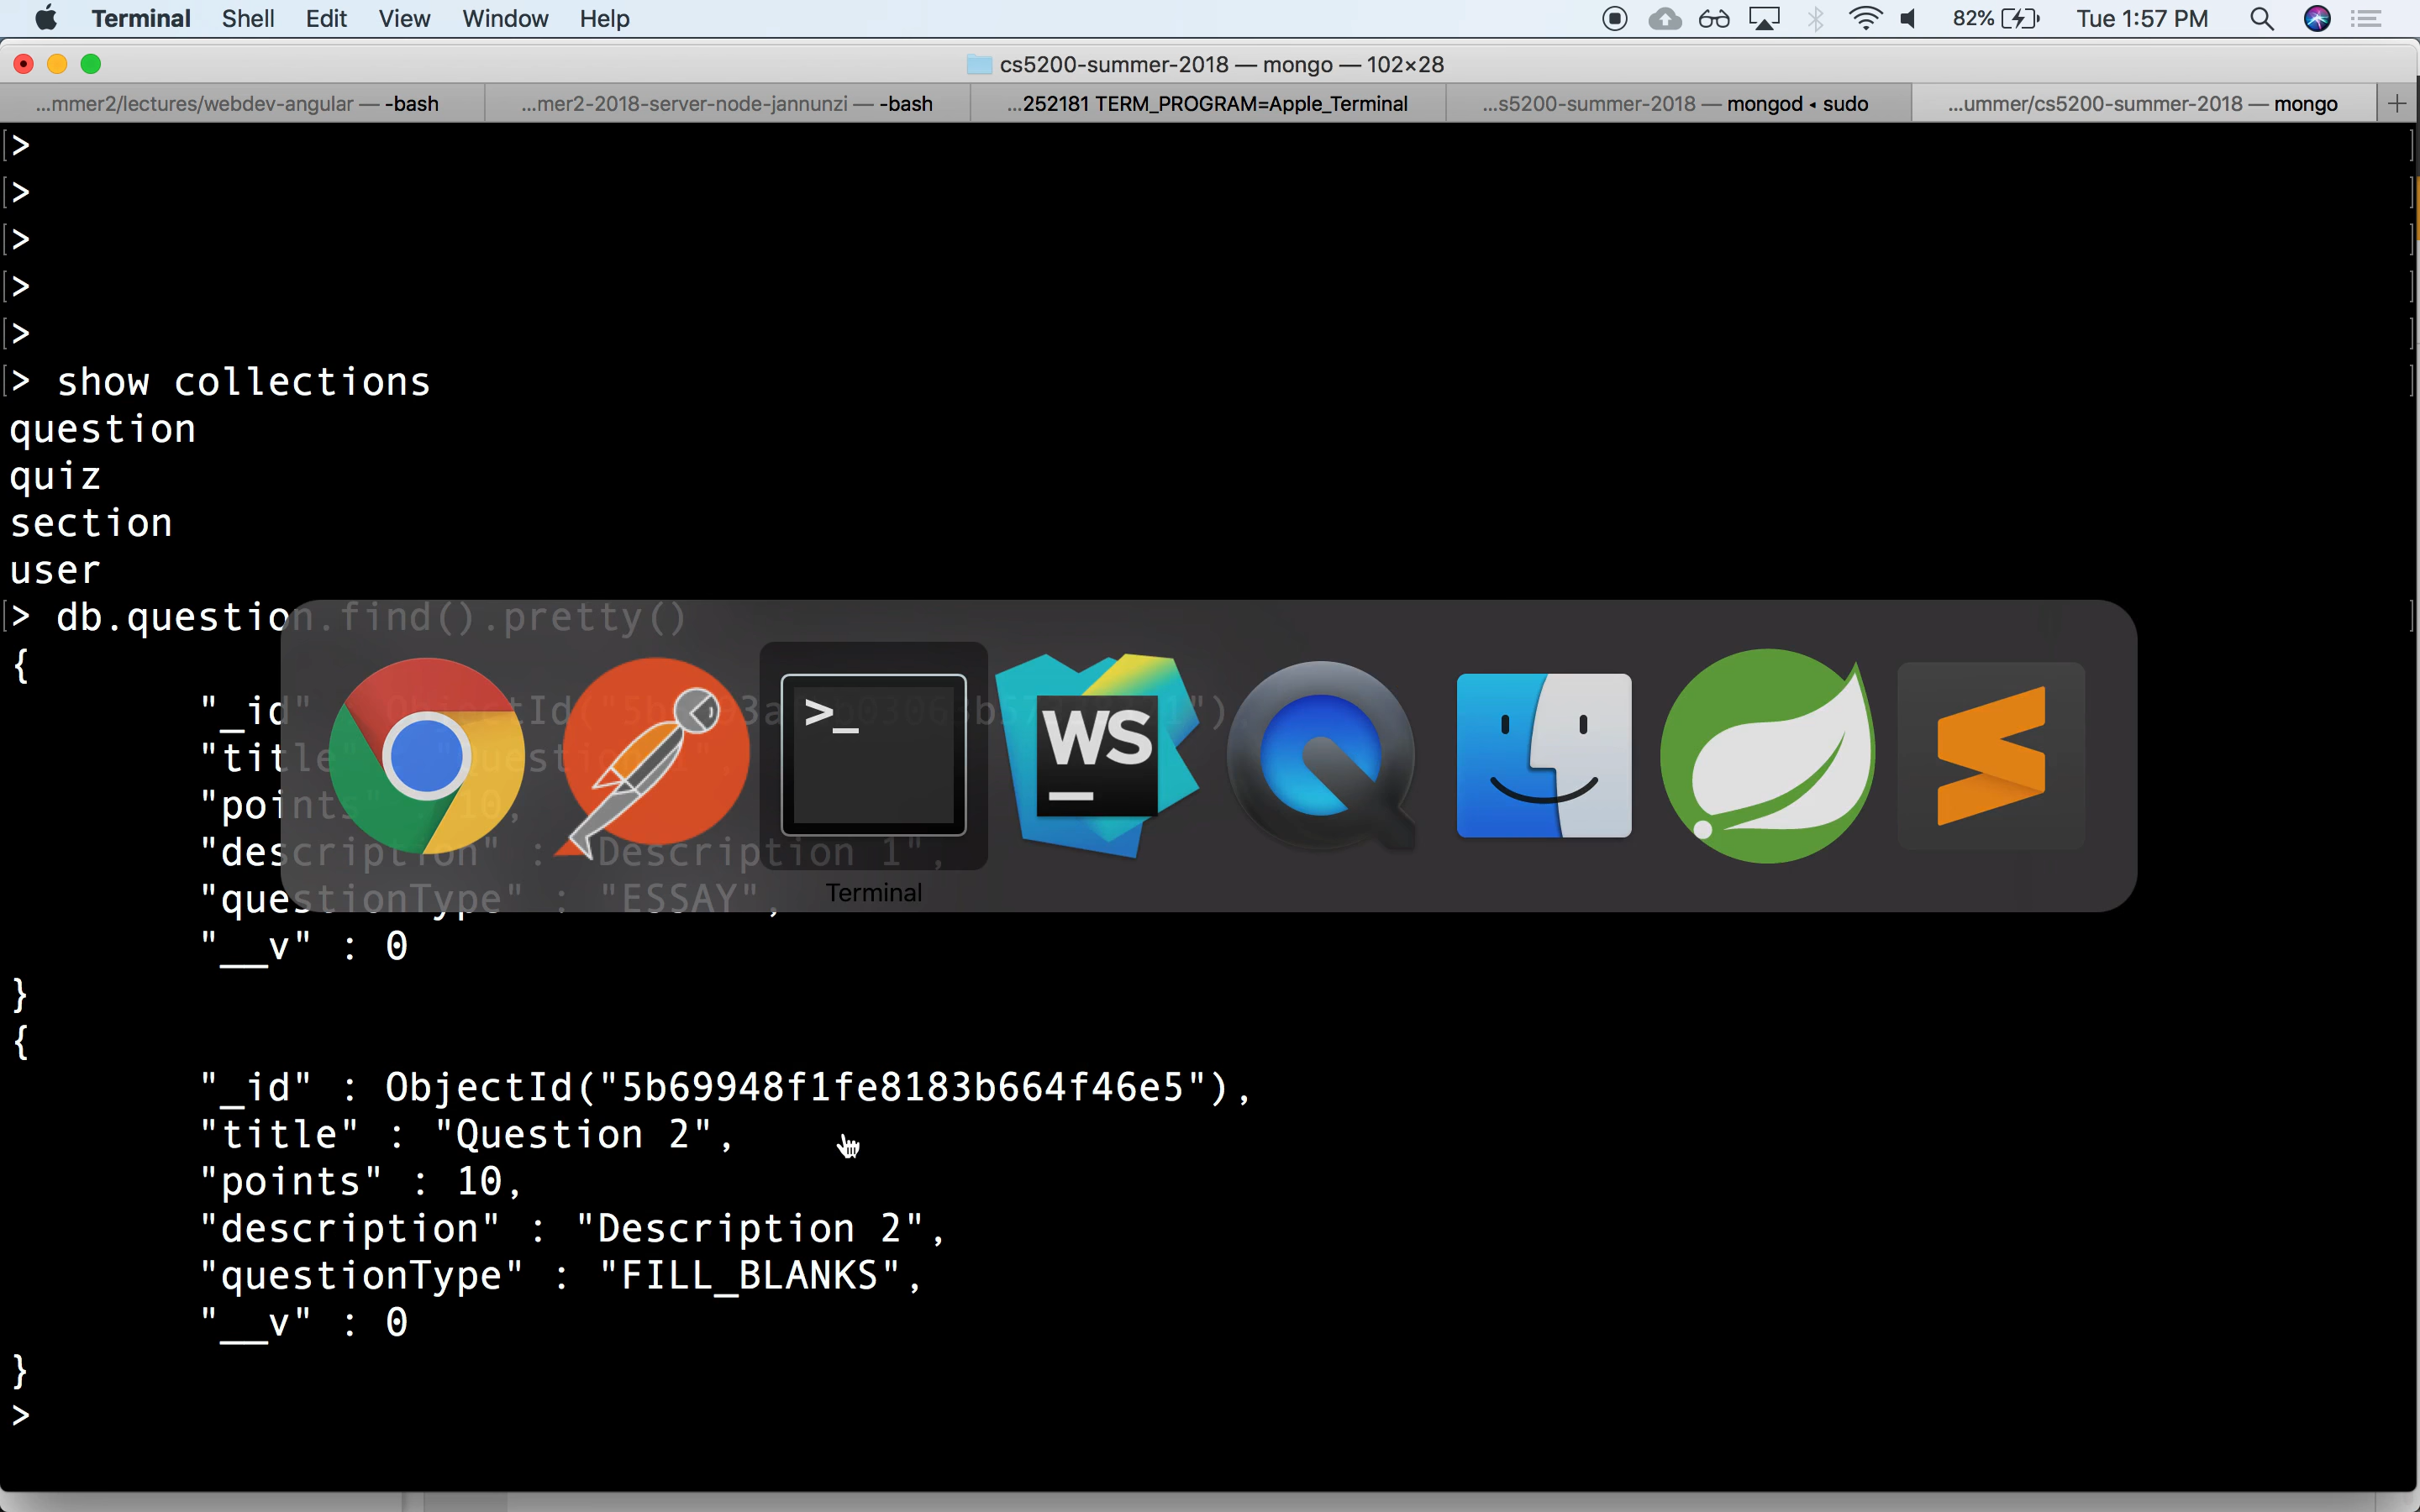 Terminal Shell Edit View Window Help 82% Tue 1:57 PM
cs5200-summer-2018 — mongo — 102×28
...mmer2/lectures/webdev-angular — -bash ...mer2-2018-server-node-jannunzi — -bash ...252181 TERM_PROGRAM=Apple_Terminal ...s5200-summer-2018 — mongod ◂ sudo ...ummer/cs5200-summer-2018 — mongo +
>
>
>
>
>
> show collections
question
quiz
section
user
> db.question.find().pretty()
{
"_id"
"title
"points" 10,
"description" : "Description 1",
"questionType" : "ESSAY",
"__v" : 0
}
{
"_id" : ObjectId("5b69948f1fe8183b664f46e5"),
"title" : "Question 2",
"points" : 10,
"description" : "Description 2",
"questionType" : "FILL_BLANKS",
"__v" : 0
}
>
>_
WS
Terminal